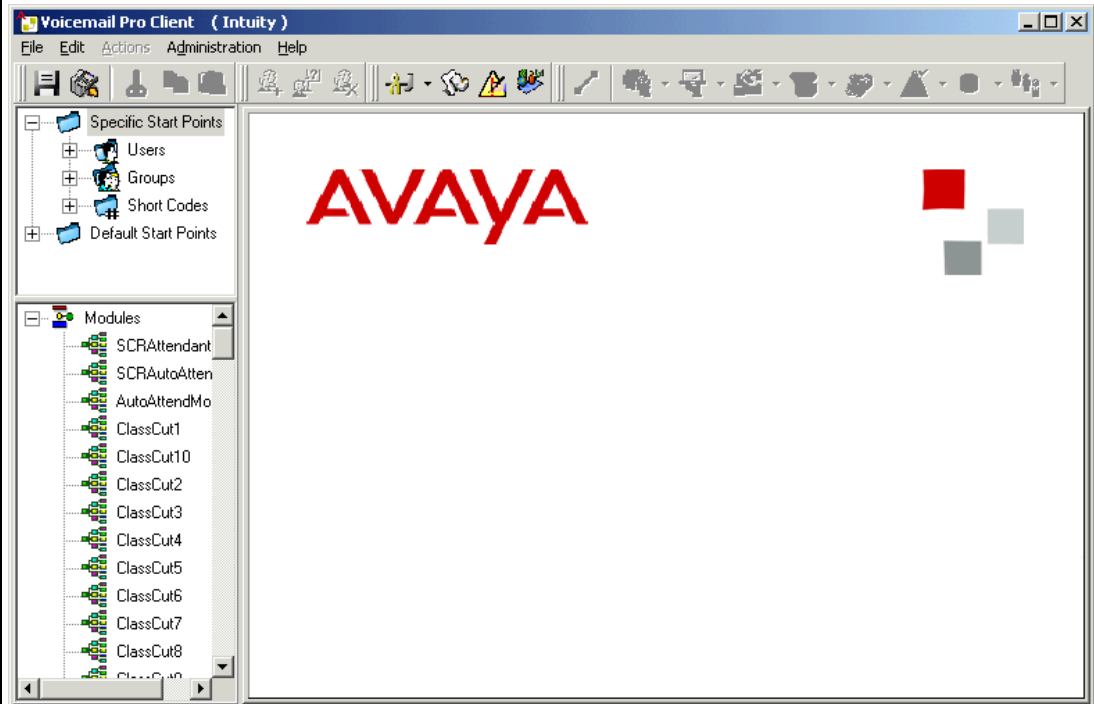 Voicemail Pro Client ( Intuity )
File Edit Actions Administration Help
Specific Start Points
Users
Groups
Short Codes
Default Start Points
AVAYA
Modules
SCRAttendant
SCRAutoAtten
AutoAttendMo
ClassCut1
ClassCut10
ClassCut2
ClassCut3
ClassCut4
ClassCut5
ClassCut6
ClassCut7
ClassCut8